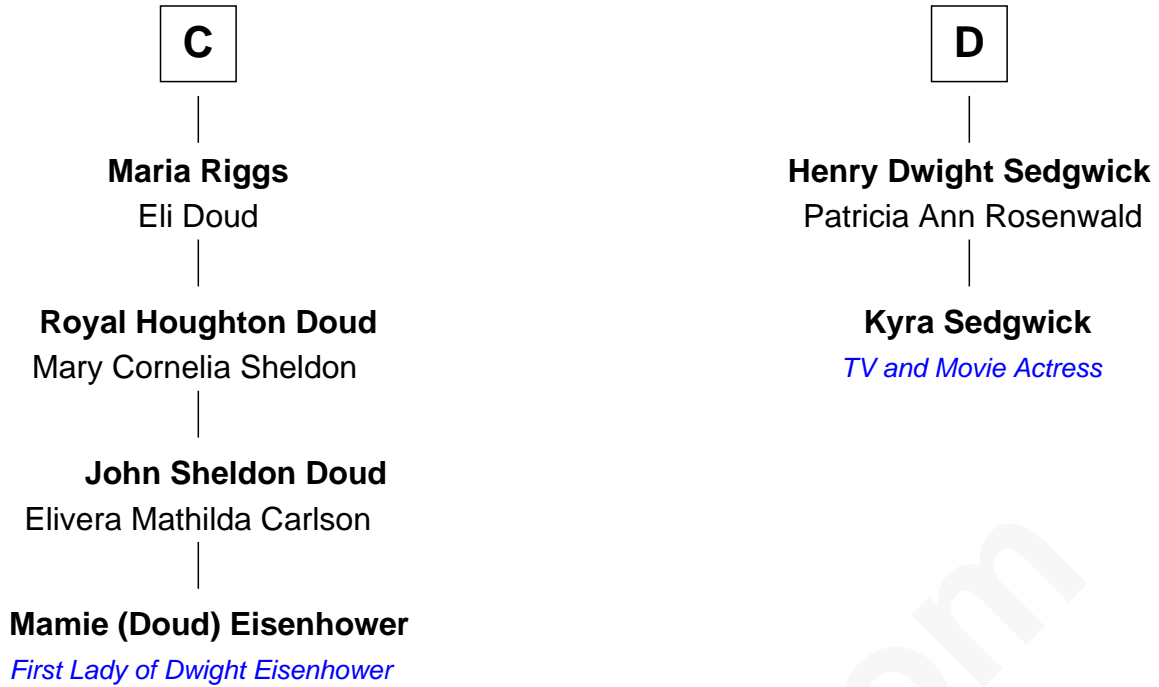 C
Maria Riggs
Eli Doud
Royal Houghton Doud
Mary Cornelia Sheldon
John Sheldon Doud
Elivera Mathilda Carlson
Mamie (Doud) Eisenhower
First Lady of Dwight Eisenhower
D
Henry Dwight Sedgwick
Patricia Ann Rosenwald
Kyra Sedgwick
TV and Movie Actress
om